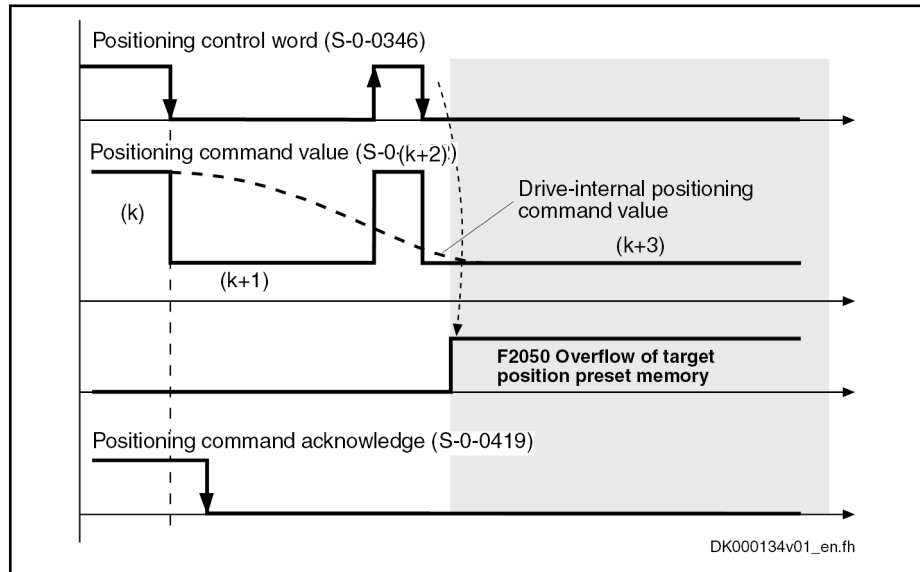 Positioning control word (S-0-0346)
Positioning command value (S-0-
(k+2)
(k)
Drive-internal positioning
command value
(k+3)
(k+1)
F2050 Overflow of target
position preset memory
Positioning command acknowledge (S-0-0419)
DK000134v01_en.fh